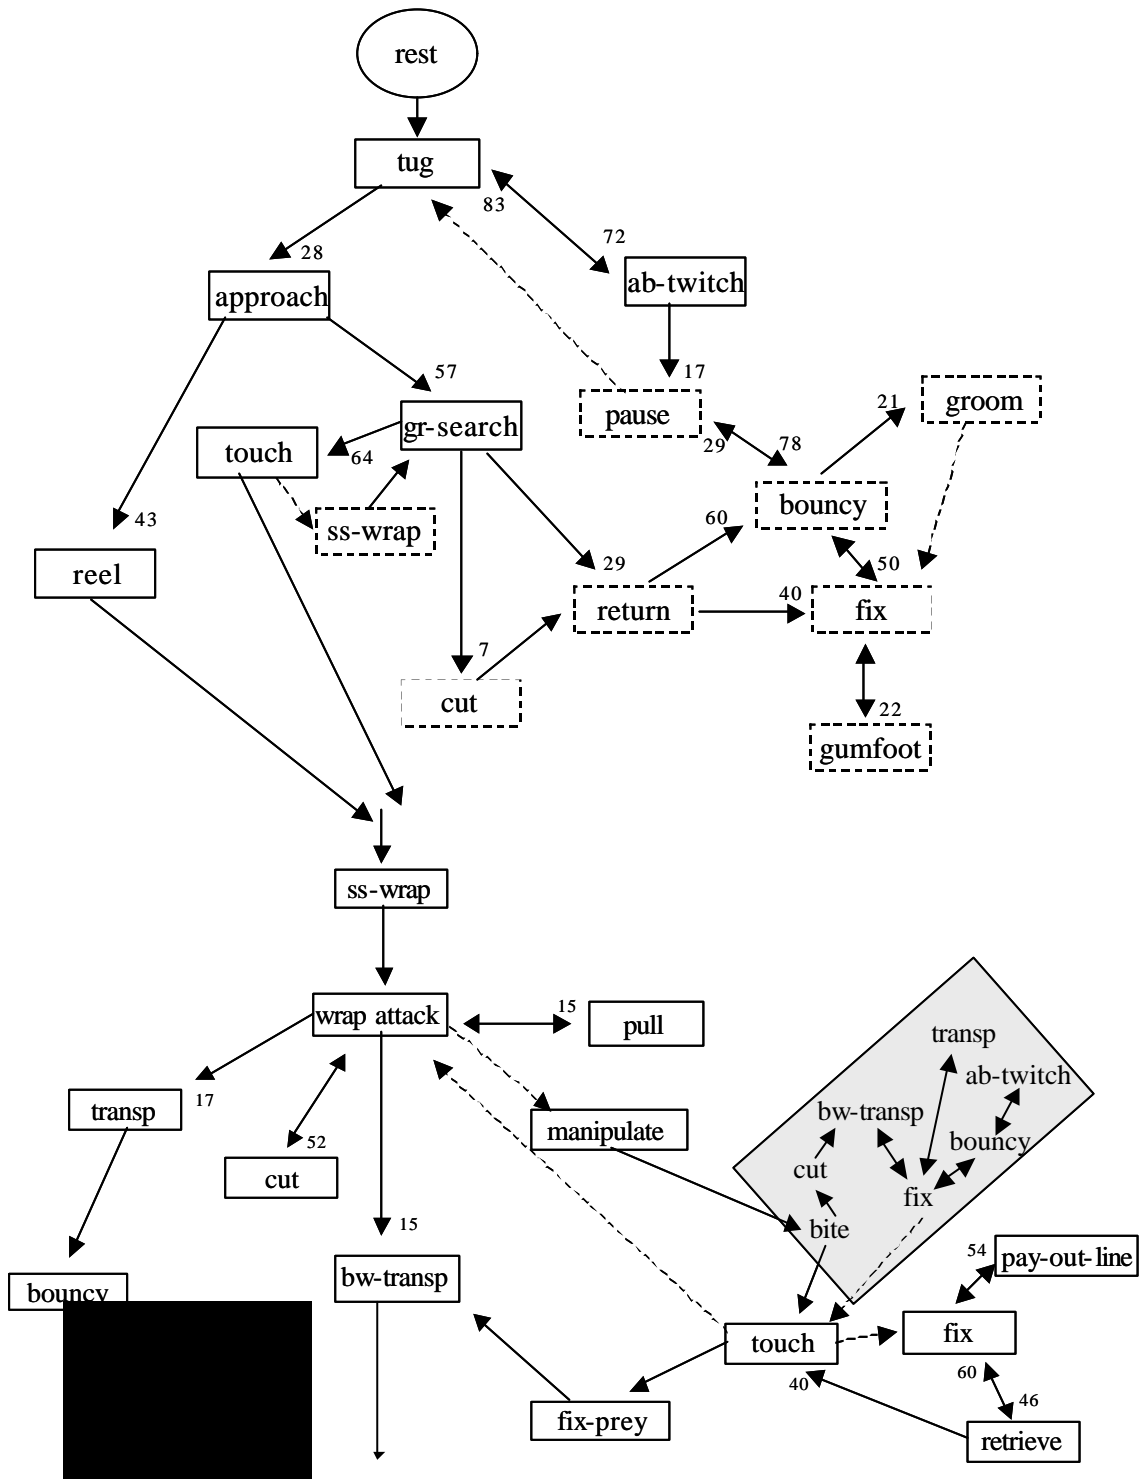 rest
tug
83
72
28
ab-twitch
approach
17
57
pause
groom
21
gr-search
29
78
touch
64
bouncy
43
ss-wrap
60
29
50
reel
return
40
fix
7
cut
22
gumfoot
ss-wrap
wrap attack
15
pull
transp
ab-twitch
17
transp
bw-transp
manipulate
52
bouncy
cut
cut
fix
15
bite
54
pay-out-line
bw-transp
bouncy
touch
fix
40
60
46
fix-prey
retrieve